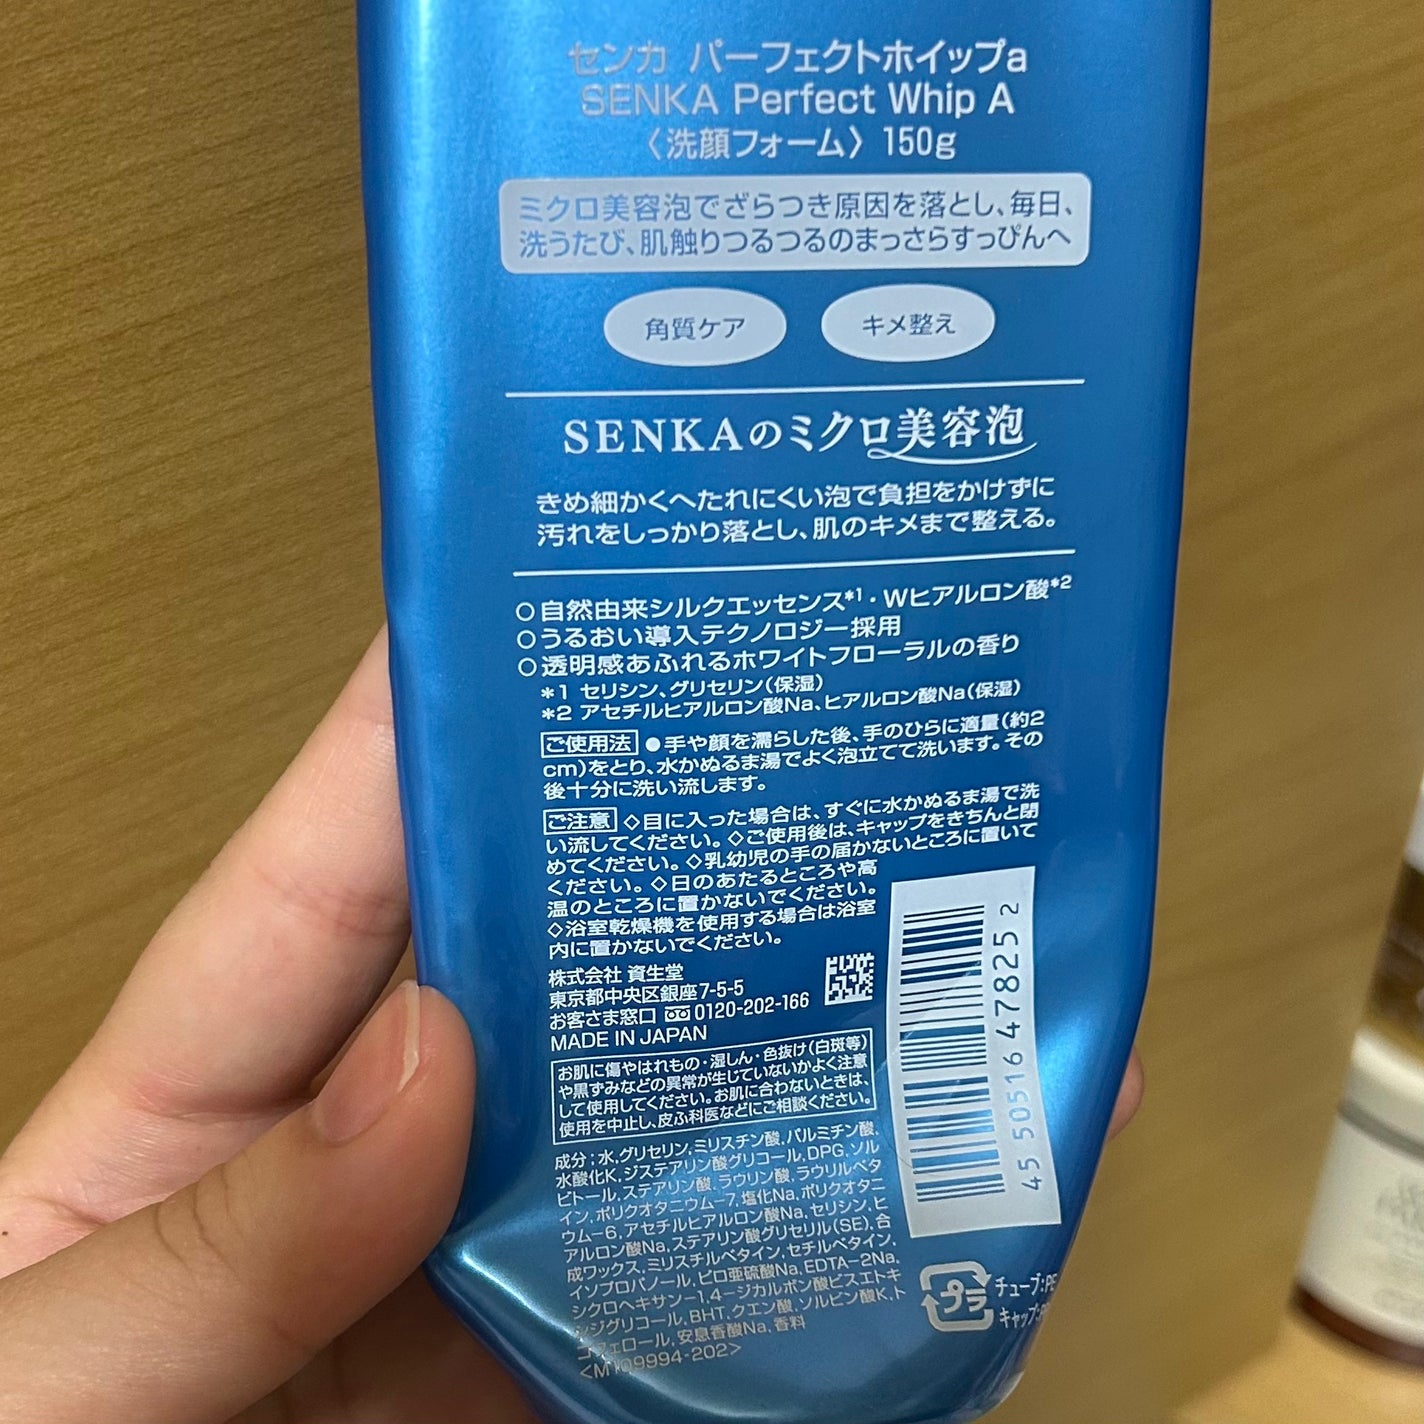 センカ パーフェクトホイップa
SENKA Perfect Whip A
〈洗顔フォーム〉150g
ミクロ美容泡でざらつき原因を落とし、毎日、
洗うたび、肌触りつるつるのまっさらすっぴんへ
角質ケア
キメ整え
SENKAのミクロ美容泡
きめ細かくへたれにくい泡で負担をかけずに
汚れをしっかり落とし、肌のキメまで整える。
○自然由来シルクエッセンス*1・Wヒアルロン酸*2
○うるおい導入テクノロジー採用
○透明感あふれるホワイトフローラルの香り
*1 セリシン、グリセリン(保湿)
*2 アセチルヒアルロン酸Na、ヒアルロン酸Na(保湿)
ご使用法 ●手や顔を濡らした後、手のひらに適量(約2
cm)をとり、水かぬるま湯でよく泡立てて洗います。その
後十分に洗い流します。
ご注意 ◇目に入った場合は、すぐに水かぬるま湯で洗
い流してください。◇ご使用後は、キャップをきちんと閉
めてください。◇乳幼児の手の届かないところに置いて
ください。◇日のあたるところや高
温のところに置かないでください。
◇浴室乾燥機を使用する場合は浴室
内に置かないでください。
株式会社 資生堂
東京都中央区銀座7-5-5
お客さま窓口 0120-202-166
MADE IN JAPAN
お肌に傷やはれもの・湿しん・色抜け(白斑等)
や黒ずみなどの異常が生じていないかよく注意
して使用してください。お肌に合わないときは、
使用を中止し、皮ふ科医などにご相談ください。
成分:水,グリセリン,ミリスチン酸,パルミチン酸,
水酸化K,ジステアリン酸グリコール,DPG,ソル
ビトール,ステアリン酸,ラウリン酸,ラウリルベタ
イン,ポリクオタニウム-7,塩化Na,ポリクオタニ
ウム-6,アセチルヒアルロン酸Na,セリシン,ヒ
アルロン酸Na,ステアリン酸グリセリル(SE),合
成ワックス,ミリスチルベタイン,セチルベタイン,
イソプロパノール,ピロ亜硫酸Na,EDTA-2Na,
シクロヘキサン-1,4-ジカルボン酸ビスエトキ
シジグリコール,BHT,クエン酸,ソルビン酸K,ト
コフェロール,安息香酸Na,香料
<M109994-202>
45 50516 47825 2
プラ
チューブ:PE
キャップ:P